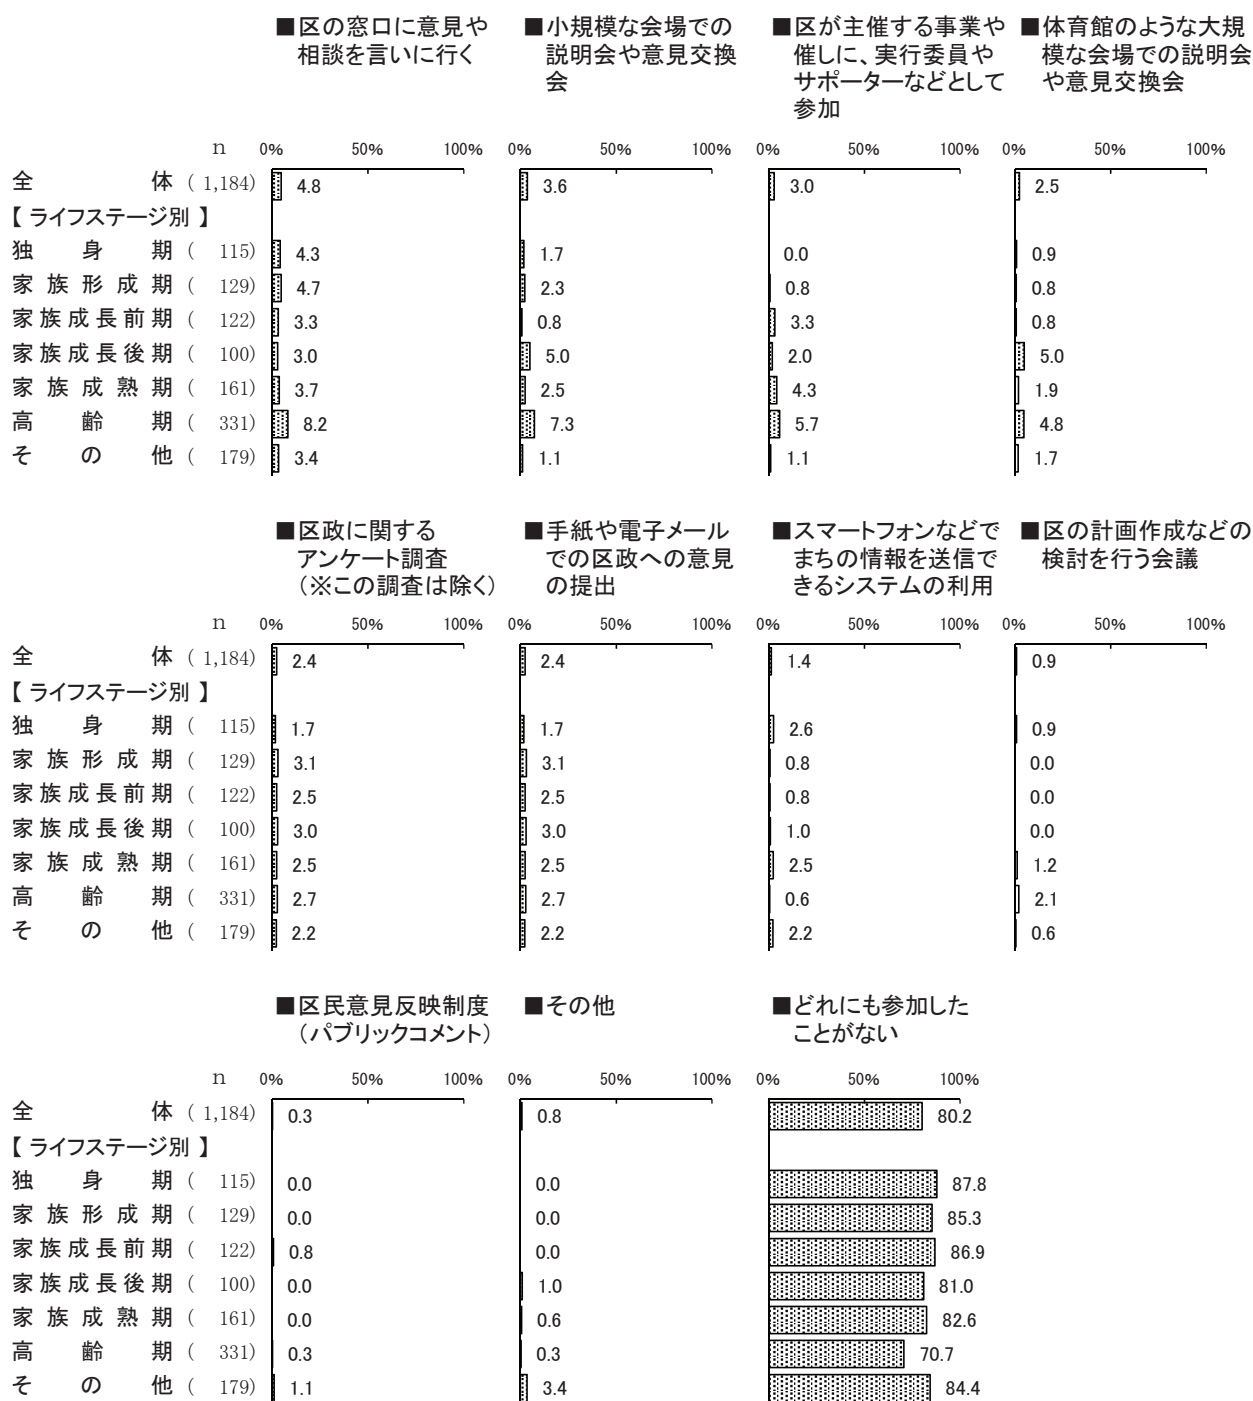 ■区の窓口に意見や
相談を言いに行く
■小規模な会場での
説明会や意見交換
会
■区が主催する事業や
催しに、実行委員や
サポーターなどとして
参加
■体育館のような大規
模な会場での説明会
や意見交換会
n 0% 50% 100% 0% 50% 100% 0% 50% 100% 0% 50% 100%
全体 ( 1,184) 4.8 3.6 3.0 2.5
【 ライフステージ別 】
独身期 ( 115) 4.3 1.7 0.0 0.9
家族形成期 ( 129) 4.7 2.3 0.8 0.8
家族成長前期 ( 122) 3.3 0.8 3.3 0.8
家族成長後期 ( 100) 3.0 5.0 2.0 5.0
家族成熟期 ( 161) 3.7 2.5 4.3 1.9
高齢期 ( 331) 8.2 7.3 5.7 4.8
その他 ( 179) 3.4 1.1 1.1 1.7
■区政に関する
アンケート調査
(※この調査は除く)
■手紙や電子メール
での区政への意見
の提出
■スマートフォンなどで
まちの情報を送信で
きるシステムの利用
■区の計画作成などの
検討を行う会議
n 0% 50% 100% 0% 50% 100% 0% 50% 100% 0% 50% 100%
全体 ( 1,184) 2.4 2.4 1.4 0.9
【 ライフステージ別 】
独身期 ( 115) 1.7 1.7 2.6 0.9
家族形成期 ( 129) 3.1 3.1 0.8 0.0
家族成長前期 ( 122) 2.5 2.5 0.8 0.0
家族成長後期 ( 100) 3.0 3.0 1.0 0.0
家族成熟期 ( 161) 2.5 2.5 2.5 1.2
高齢期 ( 331) 2.7 2.7 0.6 2.1
その他 ( 179) 2.2 2.2 2.2 0.6
■区民意見反映制度
(パブリックコメント)
■その他
■どれにも参加した
ことがない
n 0% 50% 100% 0% 50% 100% 0% 50% 100%
全体 ( 1,184) 0.3 0.8 80.2
【 ライフステージ別 】
独身期 ( 115) 0.0 0.0 87.8
家族形成期 ( 129) 0.0 0.0 85.3
家族成長前期 ( 122) 0.8 0.0 86.9
家族成長後期 ( 100) 0.0 1.0 81.0
家族成熟期 ( 161) 0.0 0.6 82.6
高齢期 ( 331) 0.3 0.3 70.7
その他 ( 179) 1.1 3.4 84.4